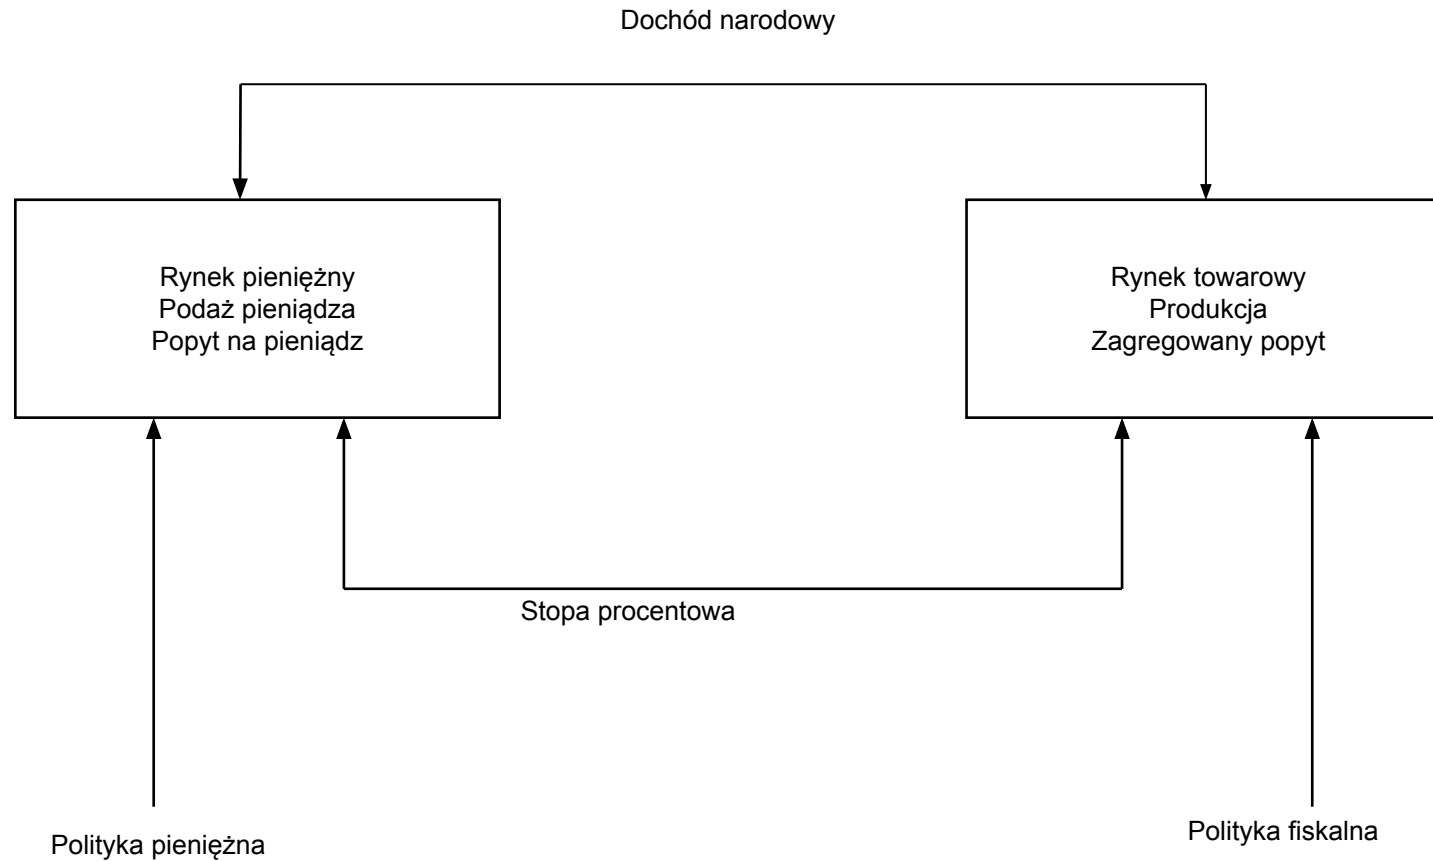 Dochód narodowy
Rynek pieniężny
Podaż pieniądza
Popyt na pieniądz
Rynek towarowy
Produkcja
Zagregowany popyt
Stopa procentowa
Polityka pieniężna
Polityka fiskalna